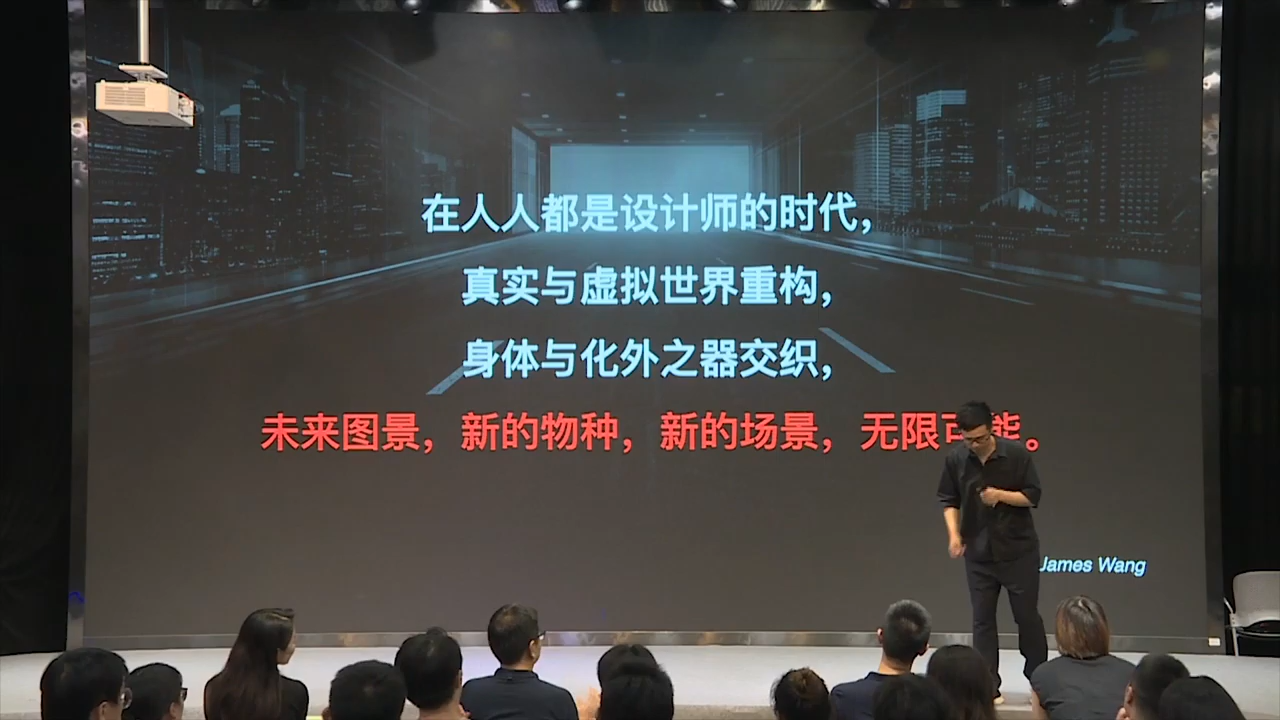 在人人都是设计师的时代，
真实与虚拟世界重构，
身体与化外之器交织，
未来图景，新的物种，新的场景，无限可能。
James Wang